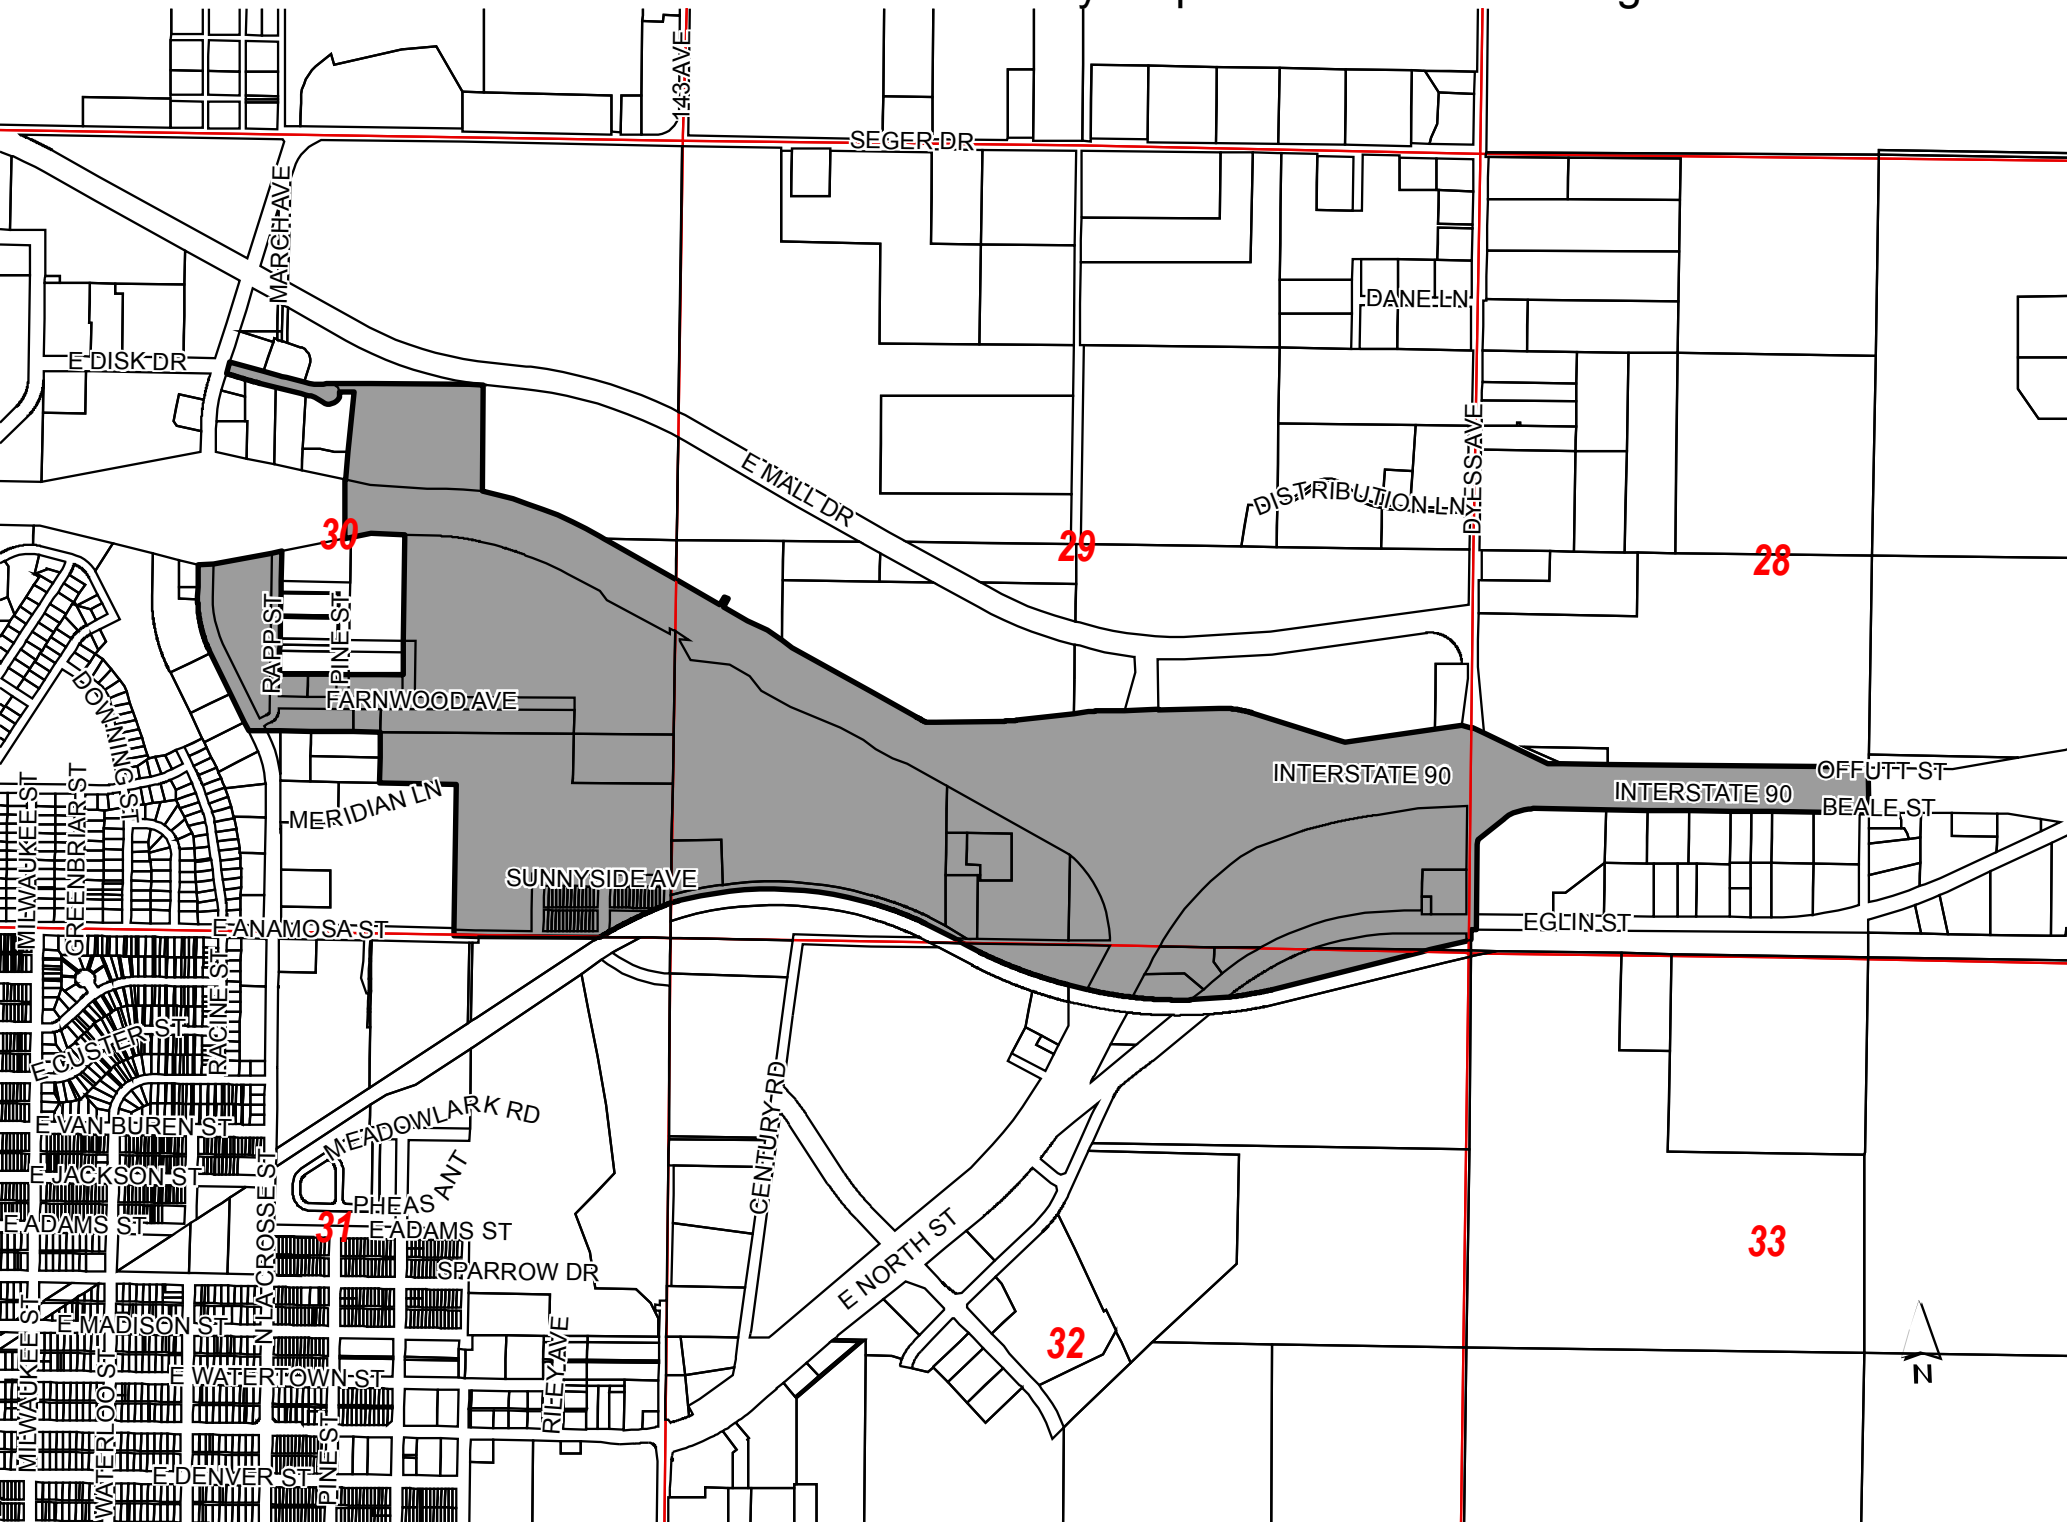 143 AVE
SEGER DR
MARCH AVE
DANE LN
E DISK DR
E MALL DR
DISTRIBUTION LN
DYESS AVE
30
29
28
RAPP ST
PINE ST
FARNWOOD AVE
DOWNING ST
INTERSTATE 90
INTERSTATE 90
OFFUTT ST
BEALE ST
MERIDIAN LN
MILWAUKEE ST
GREENBRIAR ST
SUNNYSIDE AVE
E ANAMOSA ST
EGLIN ST
RACINE ST
E CUSTER ST
E VAN BUREN ST
MEADOWLARK RD
CENTURY RD
E JACKSON ST
PHEASANT
E ADAMS ST
31
E ADAMS ST
N LACROSSE ST
E NORTH ST
33
SPARROW DR
E MADISON ST
MILWAUKEE ST
RILEY AVE
32
E WATERTOWN ST
WATERLOO ST
PINE ST
E DENVER ST
N